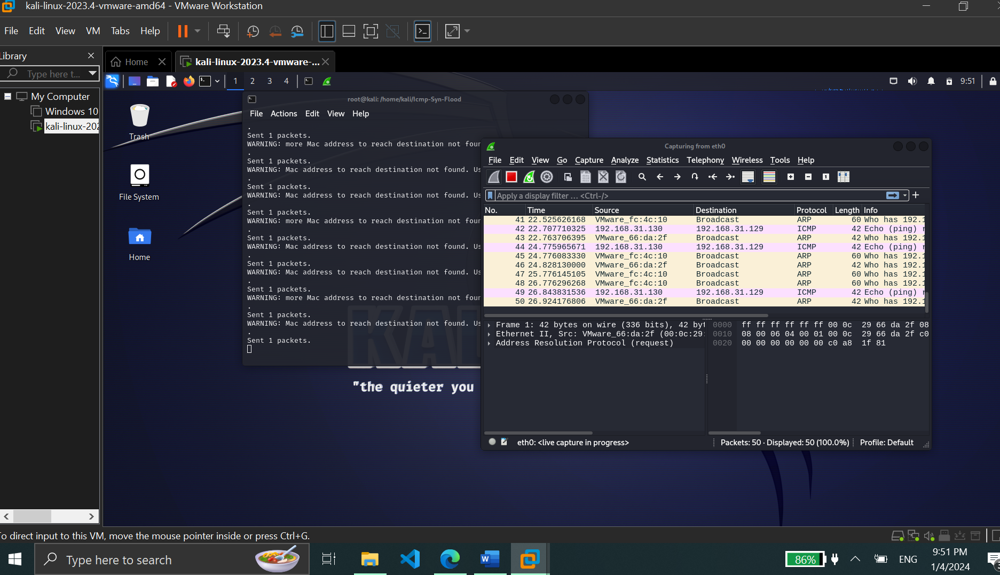 kali-linux-2023.4-vmware-amd64 - VMware Workstation
File Edit View VM Tabs Help
Library
Type here t...
My Computer
Windows 10
kali-linux-202
Home
kali-linux-2023.4-vmware-...
1 2 3 4
9:51
Trash
File System
Home
root@kali: /home/kali/Icmp-Syn-Flood
File Actions Edit View Help
.
Sent 1 packets.
WARNING: more Mac address to reach destination not foun
.
Sent 1 packets.
WARNING: Mac address to reach destination not found. Us
.
Sent 1 packets.
WARNING: Mac address to reach destination not found. Us
.
Sent 1 packets.
WARNING: more Mac address to reach destination not foun
.
Sent 1 packets.
WARNING: Mac address to reach destination not found. Us
.
Sent 1 packets.
WARNING: Mac address to reach destination not found. Us
.
Sent 1 packets.
WARNING: more Mac address to reach destination not foun
.
Sent 1 packets.
WARNING: Mac address to reach destination not found. Us
.
Sent 1 packets.
KAL
"the quieter you
Capturing from eth0
File Edit View Go Capture Analyze Statistics Telephony Wireless Tools Help
Apply a display filter ... <Ctrl-/>
No. Time Source Destination Protocol Length Info
41 22.525626168 VMware_fc:4c:10 Broadcast ARP 60 Who has 192.1
42 22.707710325 192.168.31.130 192.168.31.129 ICMP 42 Echo (ping) r
43 22.763706395 VMware_66:da:2f Broadcast ARP 42 Who has 192.1
44 24.775965671 192.168.31.130 192.168.31.129 ICMP 42 Echo (ping) r
45 24.776083330 VMware_fc:4c:10 Broadcast ARP 60 Who has 192.1
46 24.828130000 VMware_66:da:2f Broadcast ARP 42 Who has 192.1
47 25.776145105 VMware_fc:4c:10 Broadcast ARP 60 Who has 192.1
48 26.776296268 VMware_fc:4c:10 Broadcast ARP 60 Who has 192.1
49 26.843831536 192.168.31.130 192.168.31.129 ICMP 42 Echo (ping) r
50 26.924176806 VMware_66:da:2f Broadcast ARP 42 Who has 192.1
Frame 1: 42 bytes on wire (336 bits), 42 byt
Ethernet II, Src: VMware_66:da:2f (00:0c:29:
Address Resolution Protocol (request)
0000 ff ff ff ff ff ff 00 0c 29 66 da 2f 08
0010 08 00 06 04 00 01 00 0c 29 66 da 2f c0
0020 00 00 00 00 00 00 c0 a8 1f 81
eth0: <live capture in progress>
Packets: 50 · Displayed: 50 (100.0%)
Profile: Default
To direct input to this VM, move the mouse pointer inside or press Ctrl+G.
Type here to search
86%
ENG
9:51 PM
1/4/2024